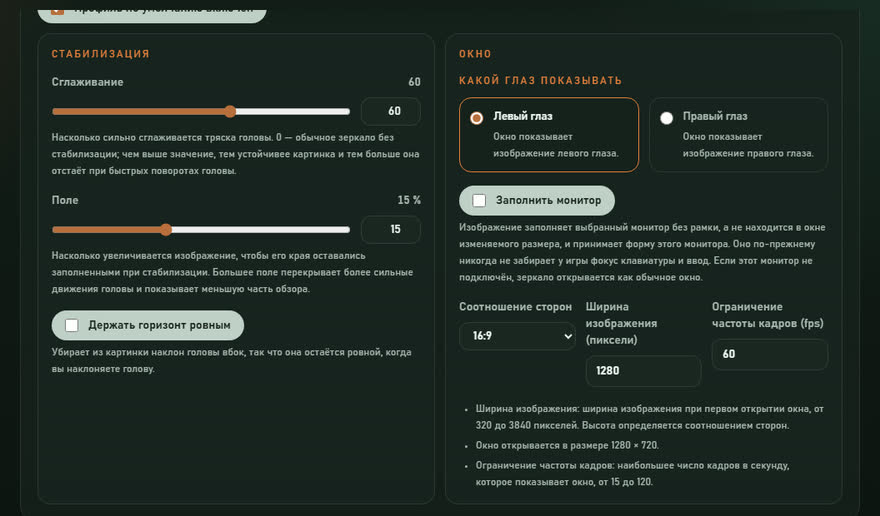 СТАБИЛИЗАЦИЯ
Сглаживание 60
60
Насколько сильно сглаживается тряска головы. 0 — обычное зеркало без
стабилизации; чем выше значение, тем устойчивее картинка и тем больше она
отстаёт при быстрых поворотах головы.
Поле 15 %
15
Насколько увеличивается изображение, чтобы его края оставались
заполненными при стабилизации. Большее поле перекрывает более сильные
движения головы и показывает меньшую часть обзора.
Держать горизонт ровным
Убирает из картинки наклон головы вбок, так что она остаётся ровной, когда
вы наклоняете голову.
ОКНО
КАКОЙ ГЛАЗ ПОКАЗЫВАТЬ
Левый глаз
Окно показывает
изображение левого глаза.
Правый глаз
Окно показывает
изображение правого глаза.
Заполнить монитор
Изображение заполняет выбранный монитор без рамки, а не находится в окне
изменяемого размера, и принимает форму этого монитора. Оно по-прежнему
никогда не забирает у игры фокус клавиатуры и ввод. Если этот монитор не
подключён, зеркало открывается как обычное окно.
Соотношение сторон
16:9
Ширина
изображения
(пиксели)
1280
Ограничение
частоты кадров (fps)
60
• Ширина изображения: ширина изображения при первом открытии окна, от
320 до 3840 пикселей. Высота определяется соотношением сторон.
• Окно открывается в размере 1280 × 720.
• Ограничение частоты кадров: наибольшее число кадров в секунду,
которое показывает окно, от 15 до 120.